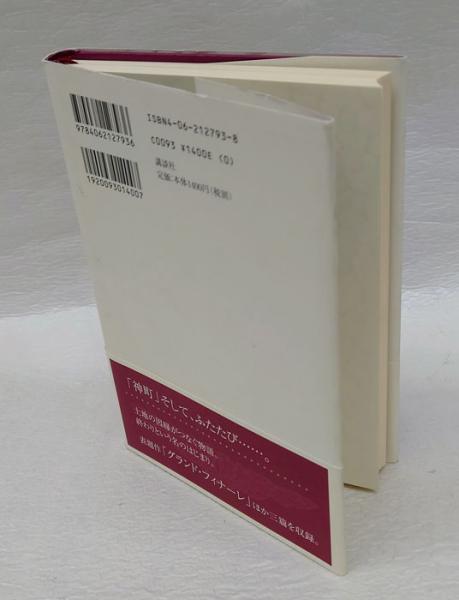 9784062127936
1920093014007
ISBN4-06-212793-8
C0093 ¥1400E (0)
講談社
定価:本体1400円(税別)
「神町」そして、ふたたび……。
土地の因縁がつなぐ物語。
終わりという名のはじまり。
表題作「グランド・フィナーレ」ほか三篇を収録。